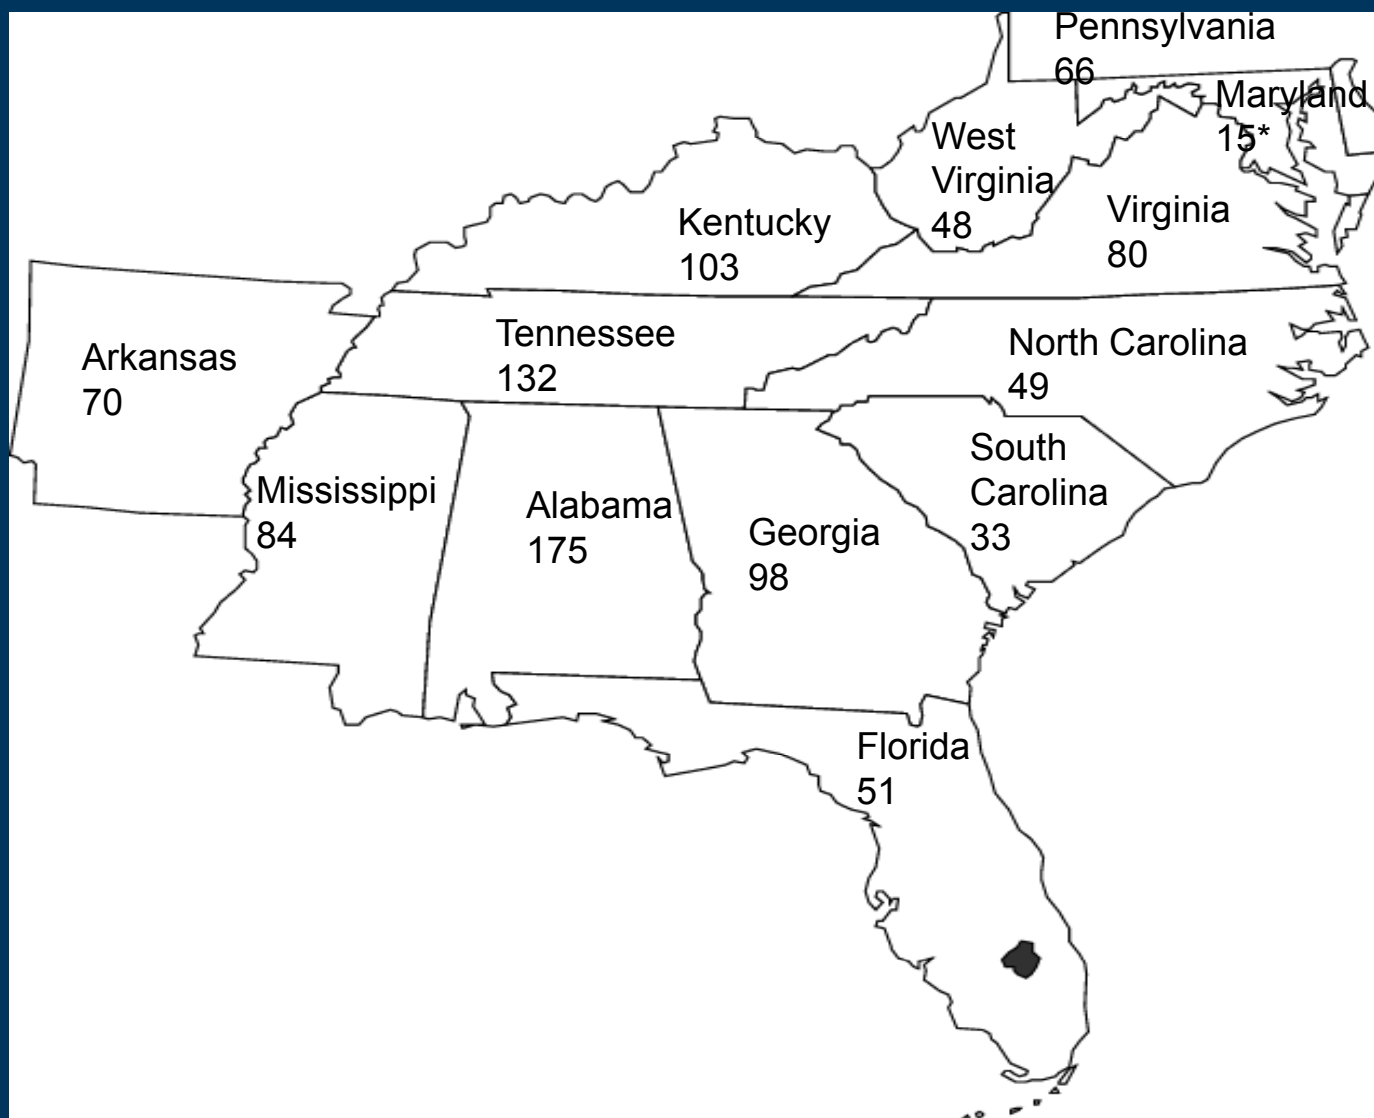 Pennsylvania
66
Maryland
15*
West
Virginia
48
Virginia
80
Kentucky
103
Tennessee
132
North Carolina
49
Arkansas
70
South
Carolina
33
Mississippi
84
Alabama
175
Georgia
98
Florida
51